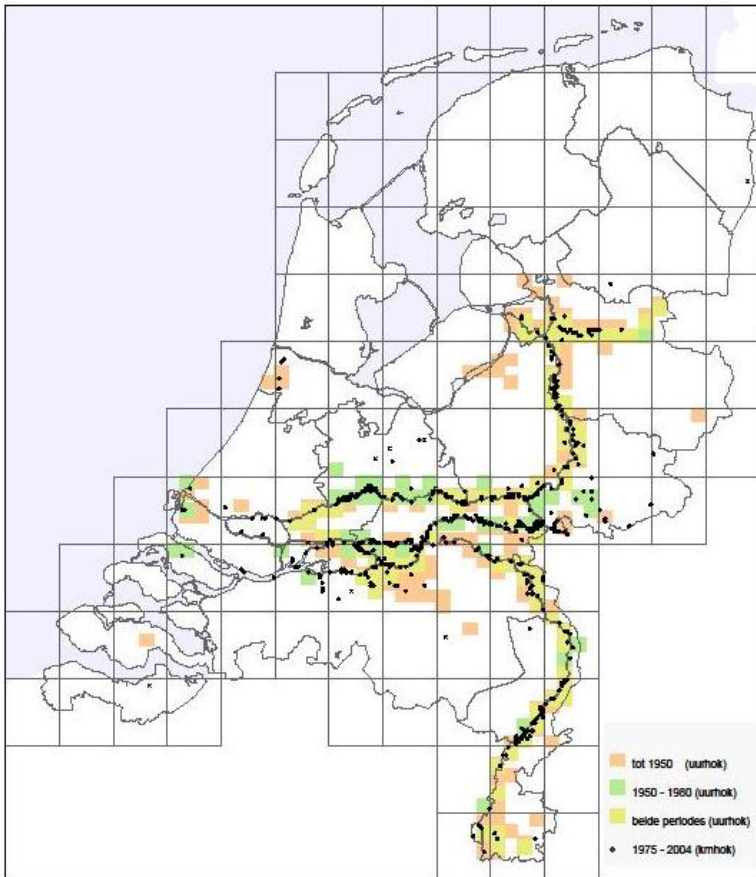 tot 1950 (uurhok)
1950 - 1980 (uurhok)
beide periodes (uurhok)
1975 - 2004 (kmhok)